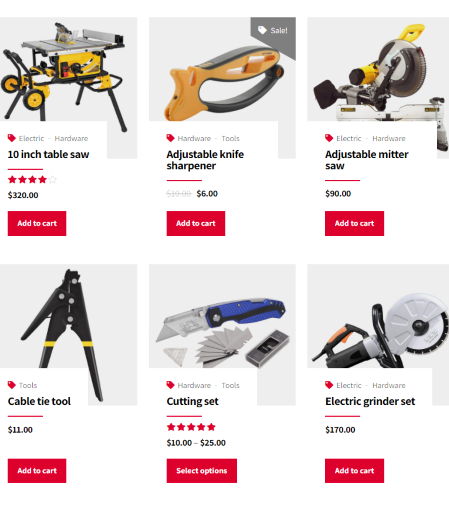 Sale!
Electric - Hardware
10 inch table saw
$320.00
Add to cart
Hardware - Tools
Adjustable knife
sharpener
$10.00 $6.00
Add to cart
Electric - Hardware
Adjustable mitter
saw
$90.00
Add to cart
Tools
Cable tie tool
$11.00
Add to cart
Hardware - Tools
Cutting set
$10.00 – $25.00
Select options
Electric - Hardware
Electric grinder set
$170.00
Add to cart